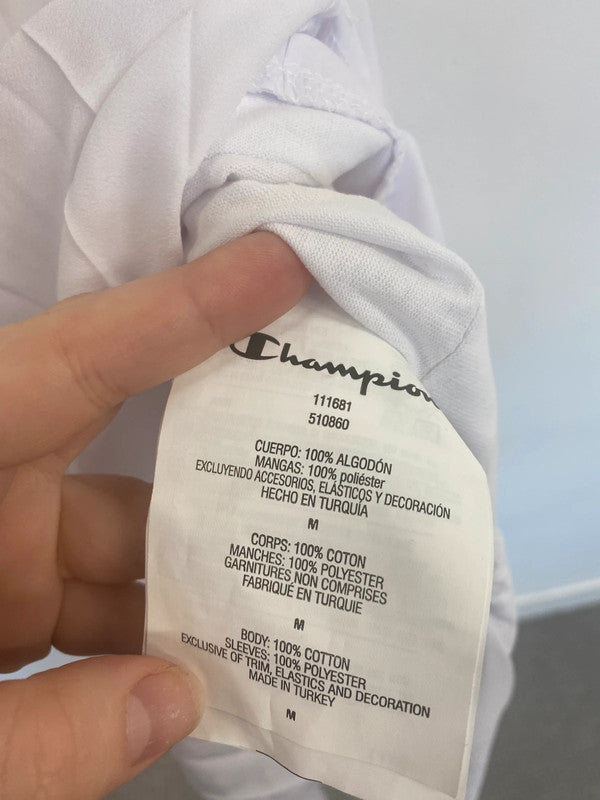 Champion
111681
510860
CUERPO: 100% ALGODÓN
MANGAS: 100% poliéster
EXCLUYENDO ACCESORIOS, ELÁSTICOS Y DECORACIÓN
HECHO EN TURQUÍA
M
CORPS: 100% COTON
MANCHES: 100% POLYESTER
GARNITURES NON COMPRISES
FABRIQUÉ EN TURQUIE
M
BODY: 100% COTTON
SLEEVES: 100% POLYESTER
EXCLUSIVE OF TRIM, ELASTICS AND DECORATION
MADE IN TURKEY
M